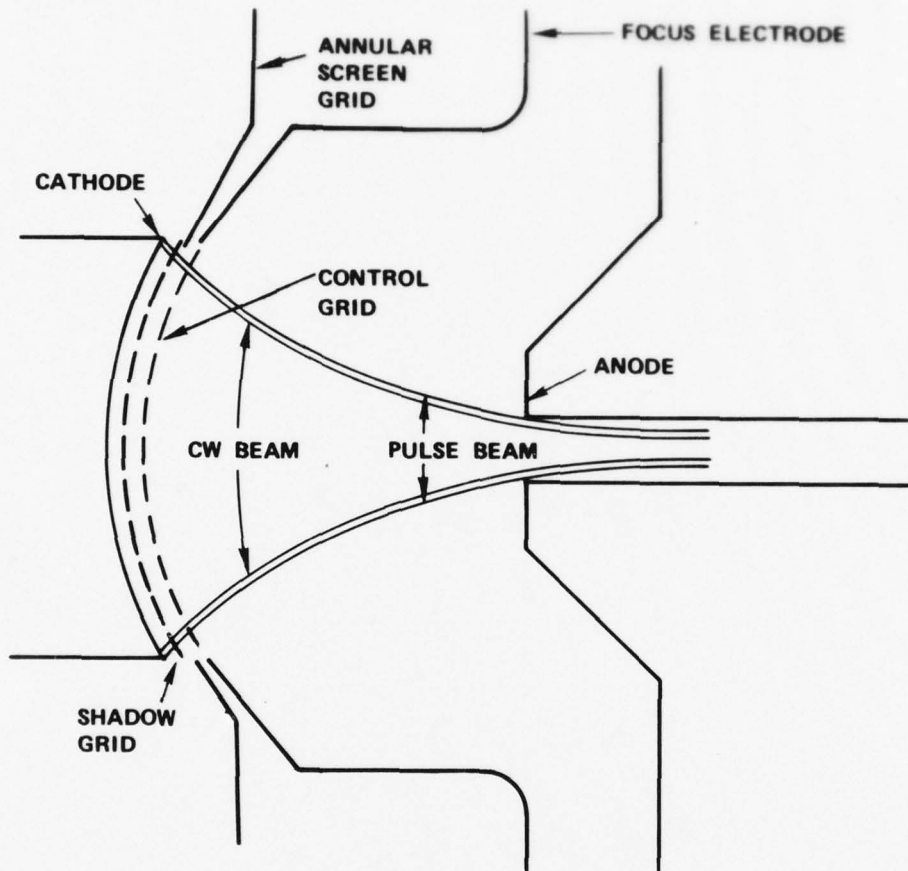 ANNULAR
SCREEN
GRID
FOCUS ELECTRODE
CATHODE
CONTROL
GRID
ANODE
CW BEAM
PULSE BEAM
SHADOW
GRID